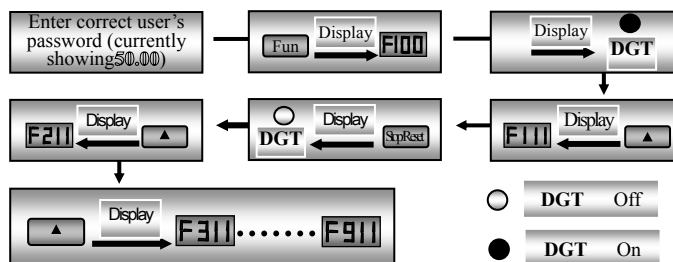 Enter correct user's
password (currently
showing50.00)
Fun
Display
F100
Display
DGT
F111
Display
▲
DGT
Display
Stop/Reset
F211
Display
▲
▲
Display
F311
·······
F911
DGT Off
DGT On